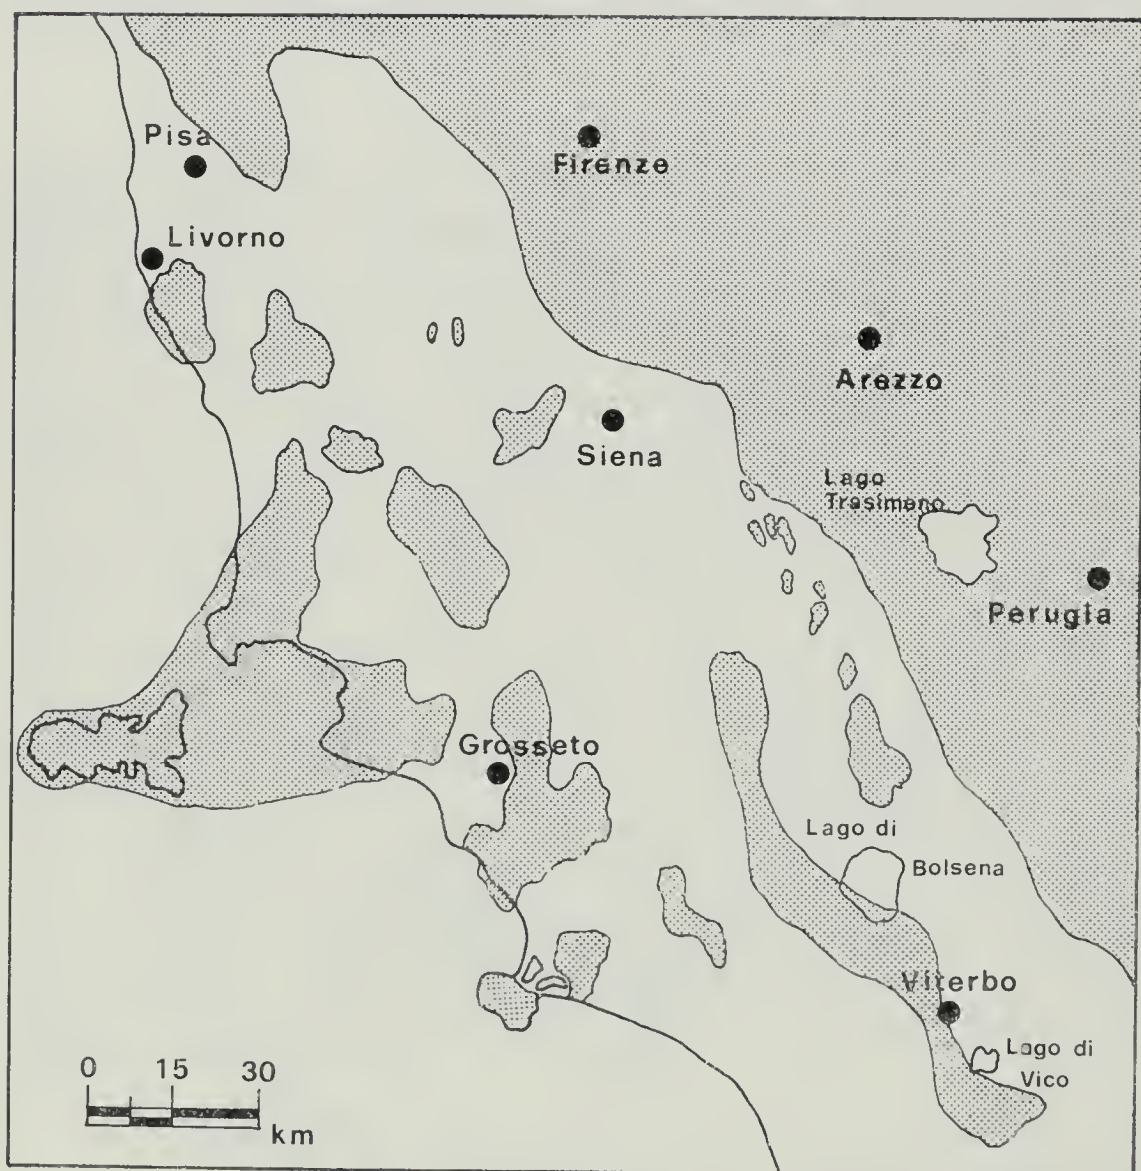 Pisa
Firenze
Livorno
Arezzo
Siena
Lago
Trasimeno
Perugia
Grosseto
Lago di
Bolsena
Viterbo
Lago di
Vico
0 15 30
km